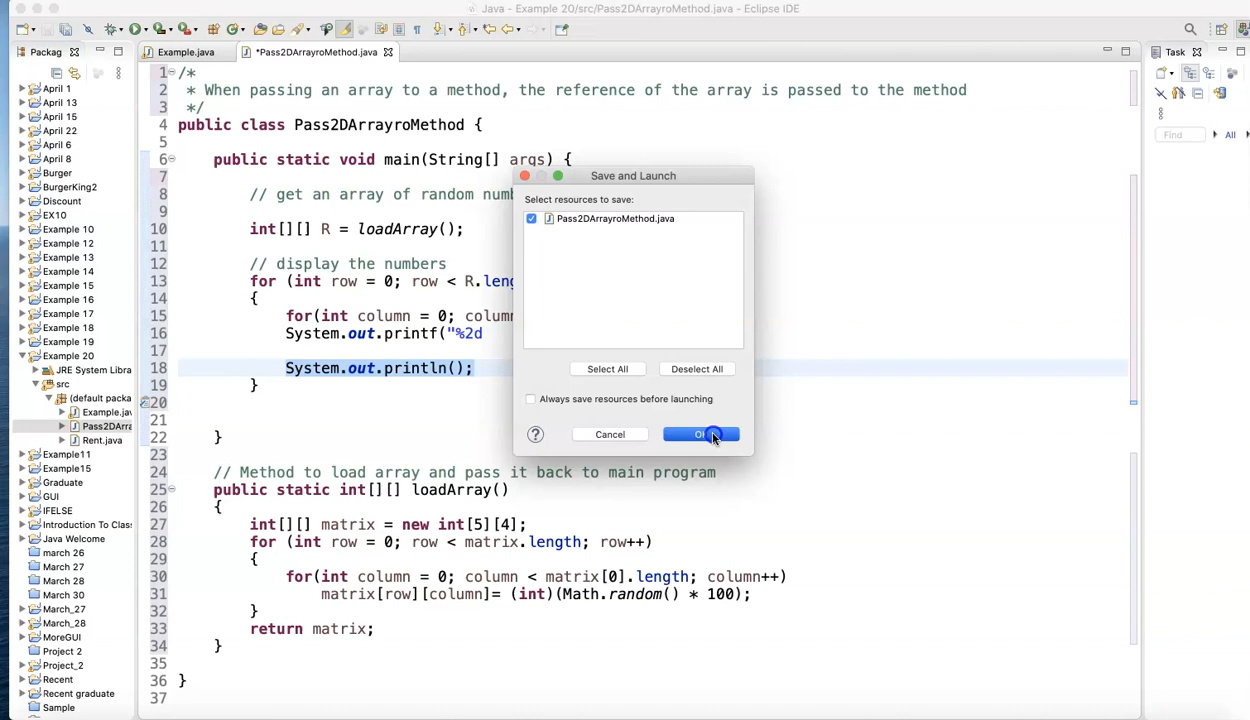 Java - Example 20/src/Pass2DArrayroMethod.java - Eclipse IDE
Packag
Example.java
*Pass2DArrayroMethod.java
Task
Find
All
April 1
April 13
April 15
April 22
April 6
April 8
Burger
BurgerKing2
Discount
EX10
Example 10
Example 12
Example 13
Example 14
Example 15
Example 16
Example 17
Example 18
Example 19
Example 20
JRE System Libra
src
(default packa
Example.jav
Pass2DArra
Rent.java
Example11
Example15
Graduate
GUI
IFELSE
Introduction To Class
Java Welcome
march 26
March 27
March 28
March 30
March_27
March_28
MoreGUI
Project 2
Project_2
Recent
Recent graduate
Sample
1 /*
2 * When passing an array to a method, the reference of the array is passed to the method
3 */
4 public class Pass2DArrayroMethod {
5
6 public static void main(String[] args) {
7
8 // get an array of random numb
9
10 int[][] R = loadArray();
11
12 // display the numbers
13 for (int row = 0; row < R.leng
14 {
15 for(int column = 0; colum
16 System.out.printf("%2d
17
18 System.out.println();
19 }
20
21
22 }
23
24 // Method to load array and pass it back to main program
25 public static int[][] loadArray()
26 {
27 int[][] matrix = new int[5][4];
28 for (int row = 0; row < matrix.length; row++)
29 {
30 for(int column = 0; column < matrix[0].length; column++)
31 matrix[row][column]= (int)(Math.random() * 100);
32 }
33 return matrix;
34 }
35
36 }
37
Save and Launch
Select resources to save:
Pass2DArrayroMethod.java
Select All
Deselect All
Always save resources before launching
?
Cancel